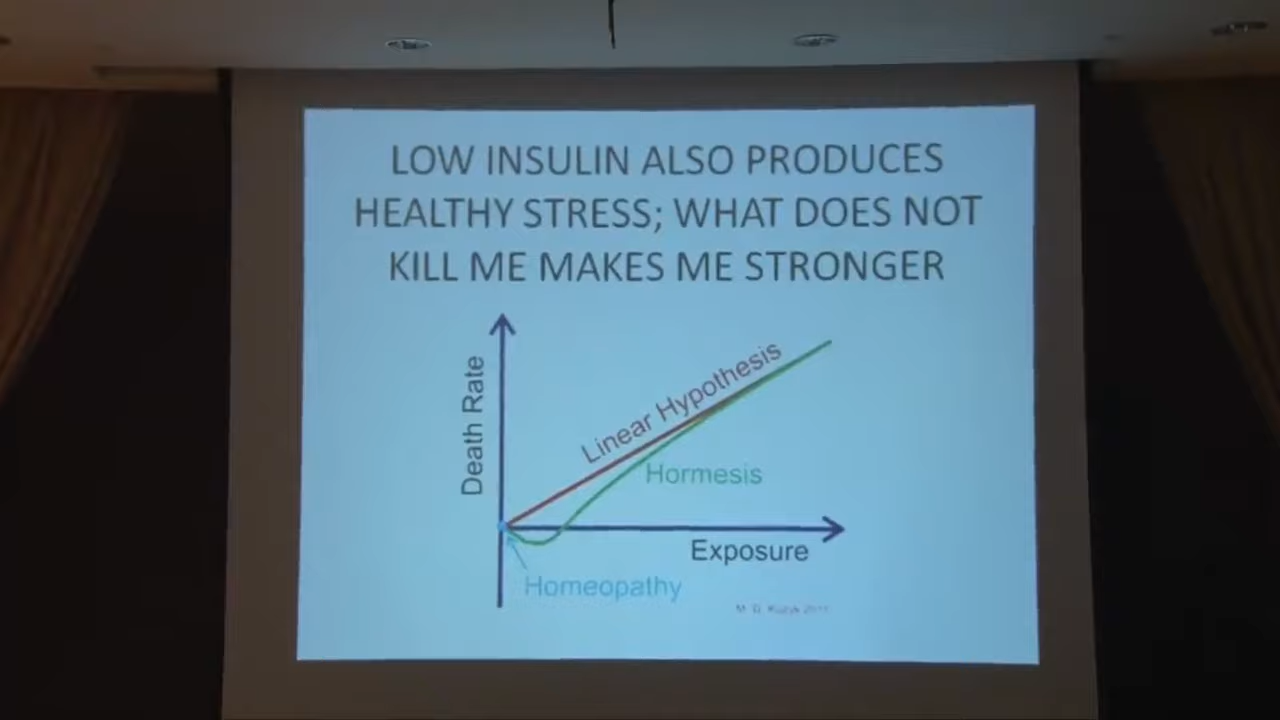 LOW INSULIN ALSO PRODUCES
HEALTHY STRESS; WHAT DOES NOT
KILL ME MAKES ME STRONGER
Death Rate
Linear Hypothesis
Hormesis
Exposure
Homeopathy